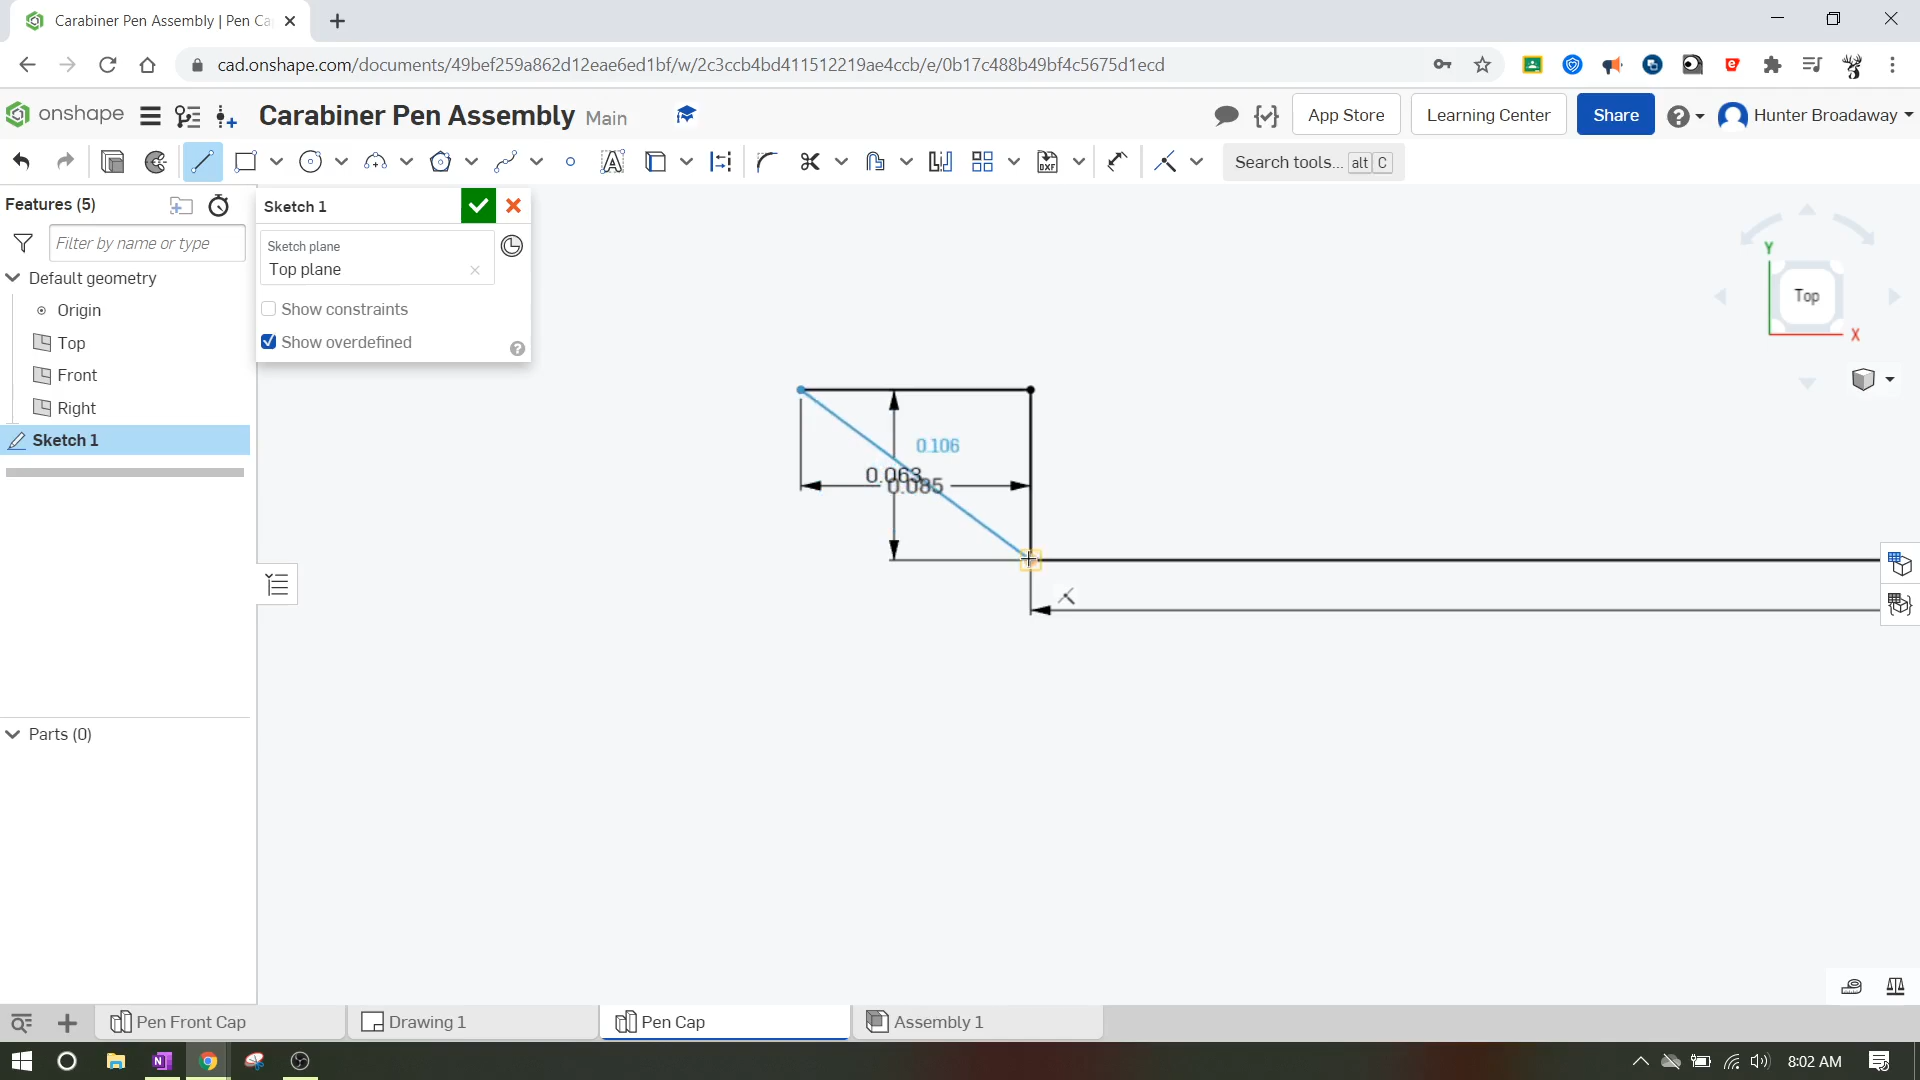 Carabiner Pen Assembly | Pen Ca
cad.onshape.com/documents/49bef259a862d12eae6ed1bf/w/2c3ccb4bd411512219ae4ccb/e/0b17c488b49bf4c5675d1ecd
onshape
Carabiner Pen Assembly Main
App Store
Learning Center
Share
Hunter Broadaway
Search tools... alt C
Features (5)
Filter by name or type
Default geometry
Origin
Top
Front
Right
Sketch 1
Parts (0)
Sketch 1
Sketch plane
Top plane
Show constraints
Show overdefined
0.106
0.063
0.085
Y
Top
X
Pen Front Cap
Drawing 1
Pen Cap
Assembly 1
8:02 AM